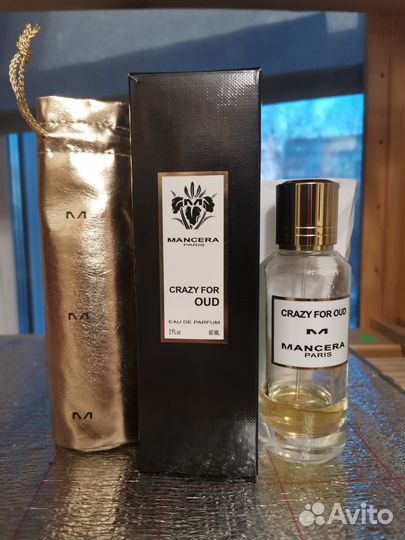 M
M
M
MANCERA
PARIS
CRAZY FOR
OUD
EAU DE PARFUM
2 Fl.oz 60 ML
CRAZY FOR OUD
M
MANCERA
PARIS
Avito